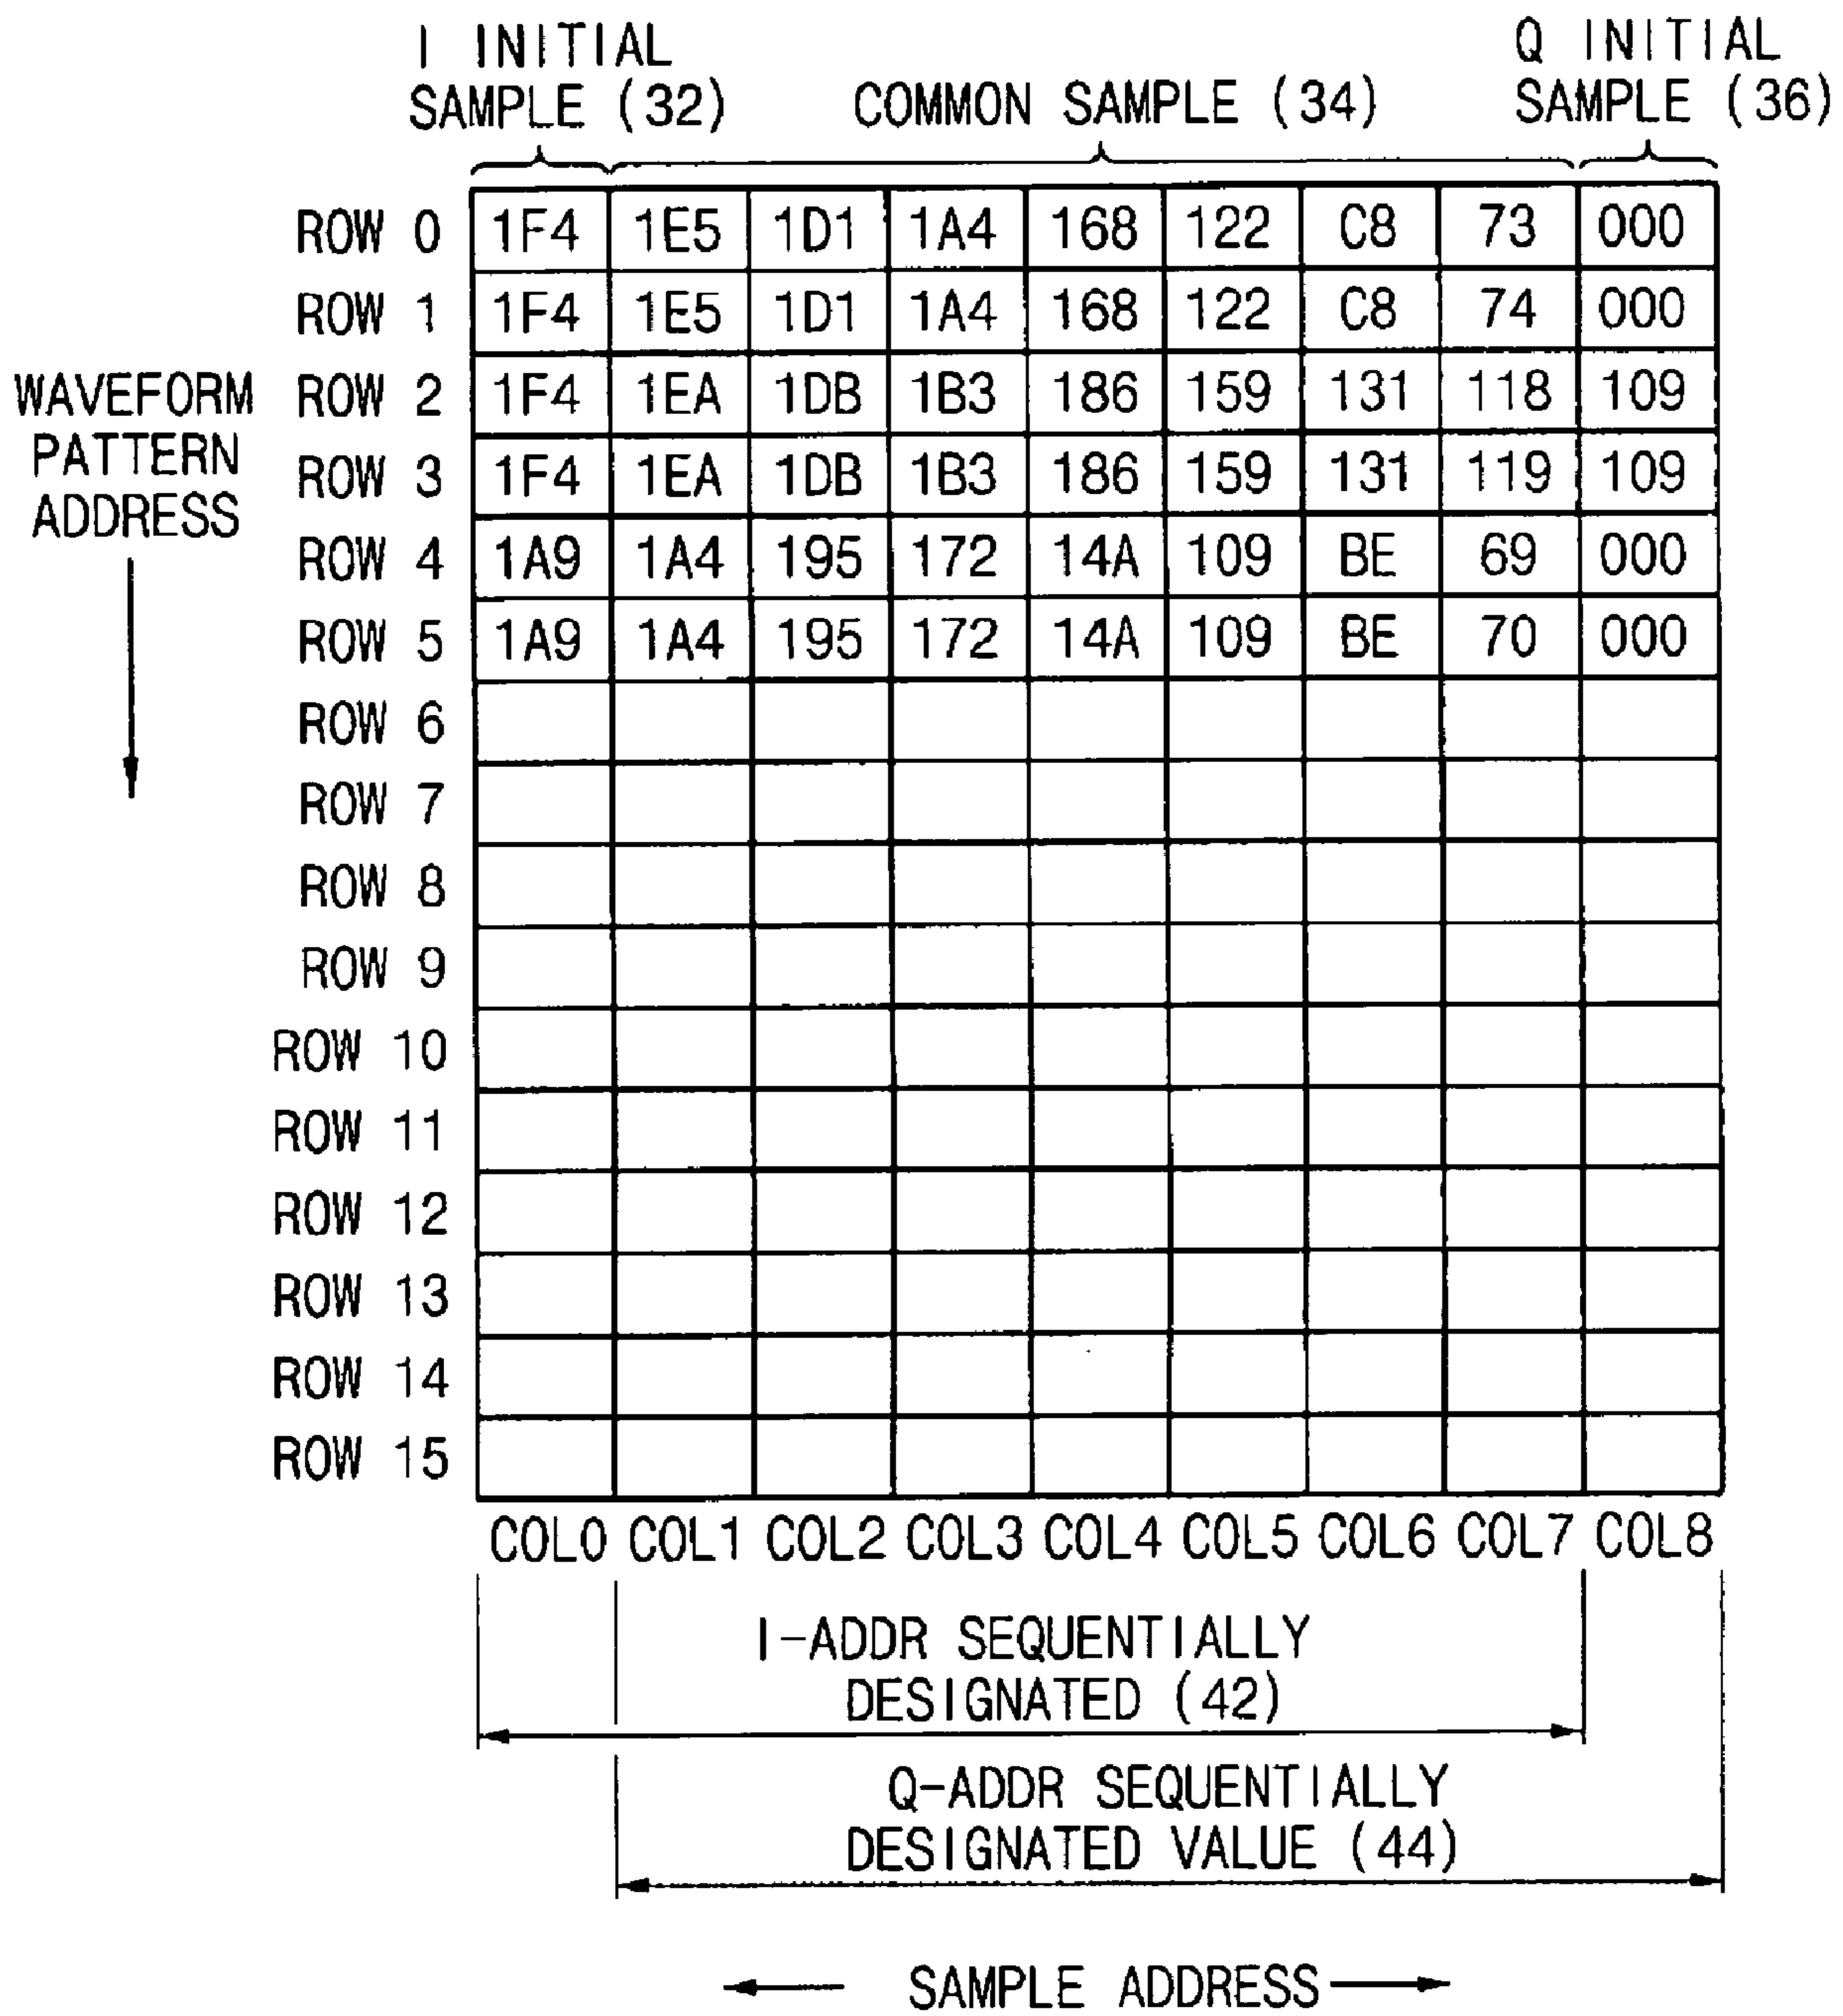 I INITIAL
SAMPLE (32)
COMMON SAMPLE (34)
Q INITIAL
SAMPLE (36)
WAVEFORM
PATTERN
ADDRESS
ROW 0 1F4 1E5 1D1 1A4 168 122 C8 73 000
ROW 1 1F4 1E5 1D1 1A4 168 122 C8 74 000
ROW 2 1F4 1EA 1DB 1B3 186 159 131 118 109
ROW 3 1F4 1EA 1DB 1B3 186 159 131 119 109
ROW 4 1A9 1A4 195 172 14A 109 BE 69 000
ROW 5 1A9 1A4 195 172 14A 109 BE 70 000
ROW 6
ROW 7
ROW 8
ROW 9
ROW 10
ROW 11
ROW 12
ROW 13
ROW 14
ROW 15
COL0 COL1 COL2 COL3 COL4 COL5 COL6 COL7 COL8
I-ADDR SEQUENTIALLY
DESIGNATED (42)
Q-ADDR SEQUENTIALLY
DESIGNATED VALUE (44)
SAMPLE ADDRESS